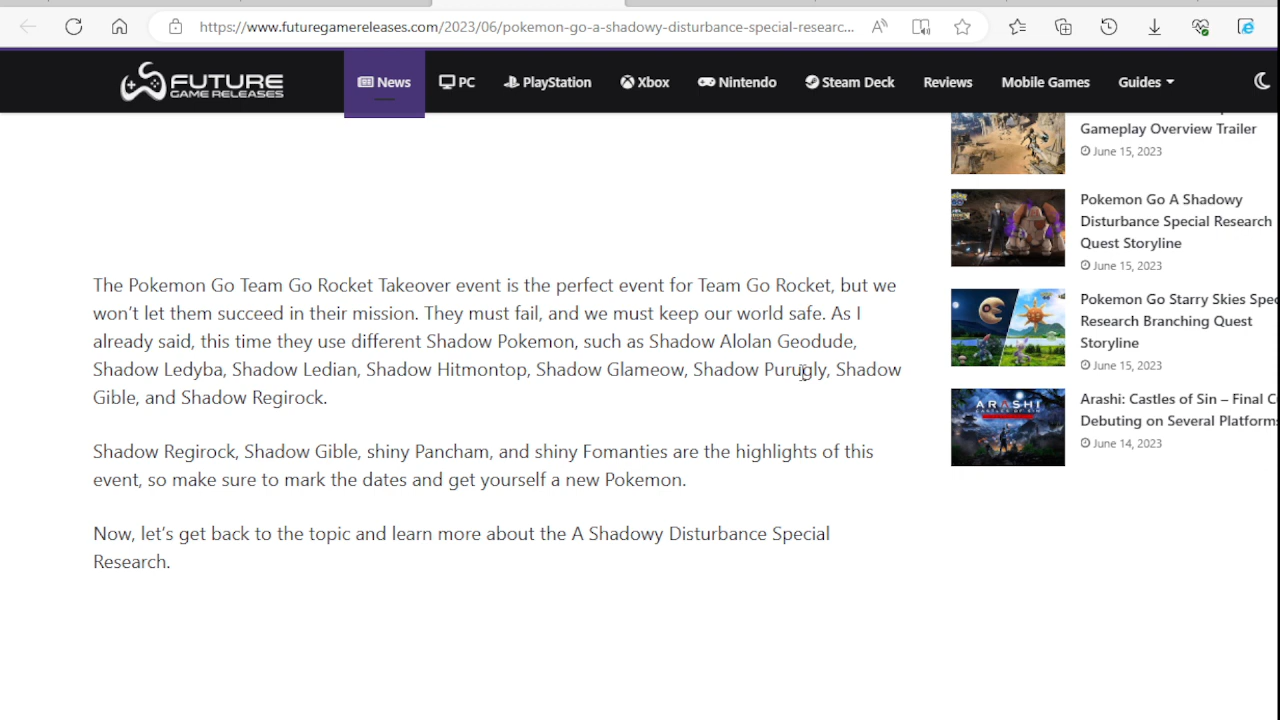 https://www.futuregamereleases.com/2023/06/pokemon-go-a-shadowy-disturbance-special-researc...
FUTURE
GAME RELEASES
News
PC
PlayStation
Xbox
Nintendo
Steam Deck
Reviews
Mobile Games
Guides
Gameplay Overview Trailer
June 15, 2023
Pokemon Go A Shadowy
Disturbance Special Research
Quest Storyline
June 15, 2023
Pokemon Go Starry Skies Spec
Research Branching Quest
Storyline
June 15, 2023
ARASHI
Arashi: Castles of Sin – Final C
Debuting on Several Platforms
June 14, 2023
The Pokemon Go Team Go Rocket Takeover event is the perfect event for Team Go Rocket, but we
won't let them succeed in their mission. They must fail, and we must keep our world safe. As I
already said, this time they use different Shadow Pokemon, such as Shadow Alolan Geodude,
Shadow Ledyba, Shadow Ledian, Shadow Hitmontop, Shadow Glameow, Shadow Purugly, Shadow
Gible, and Shadow Regirock.
Shadow Regirock, Shadow Gible, shiny Pancham, and shiny Fomanties are the highlights of this
event, so make sure to mark the dates and get yourself a new Pokemon.
Now, let's get back to the topic and learn more about the A Shadowy Disturbance Special
Research.